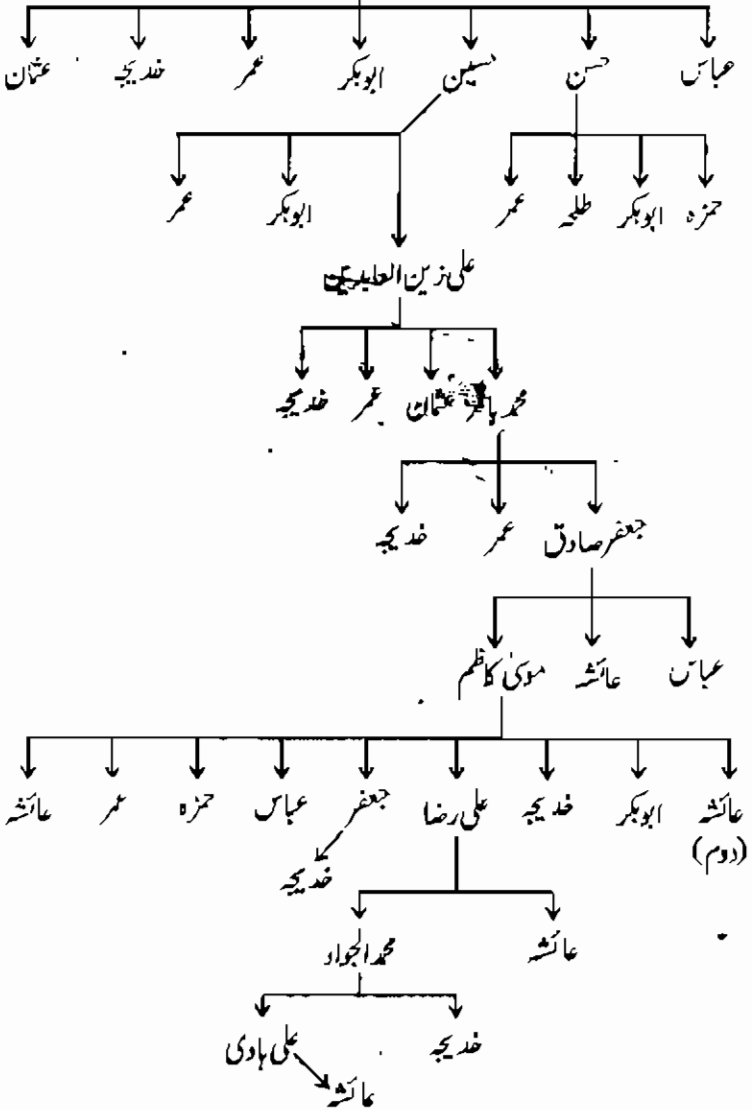 عباس حسن حسین ابوبکر عمر خدیجہ عثمان
حمزہ ابوبکر طلحہ عمر ابوبکر عمر
علی زین العابدین
محمد باقر عثمان عمر خدیجہ
جعفر صادق عمر خدیجہ
عباس عائشہ موسیٰ کاظم
عائشہ ابوبکر خدیجہ علی رضا جعفر عباس حمزہ عمر عائشہ
(دوم)
خدیجہ
عائشہ محمد الجواد
خدیجہ علی ہادی
عائشہ